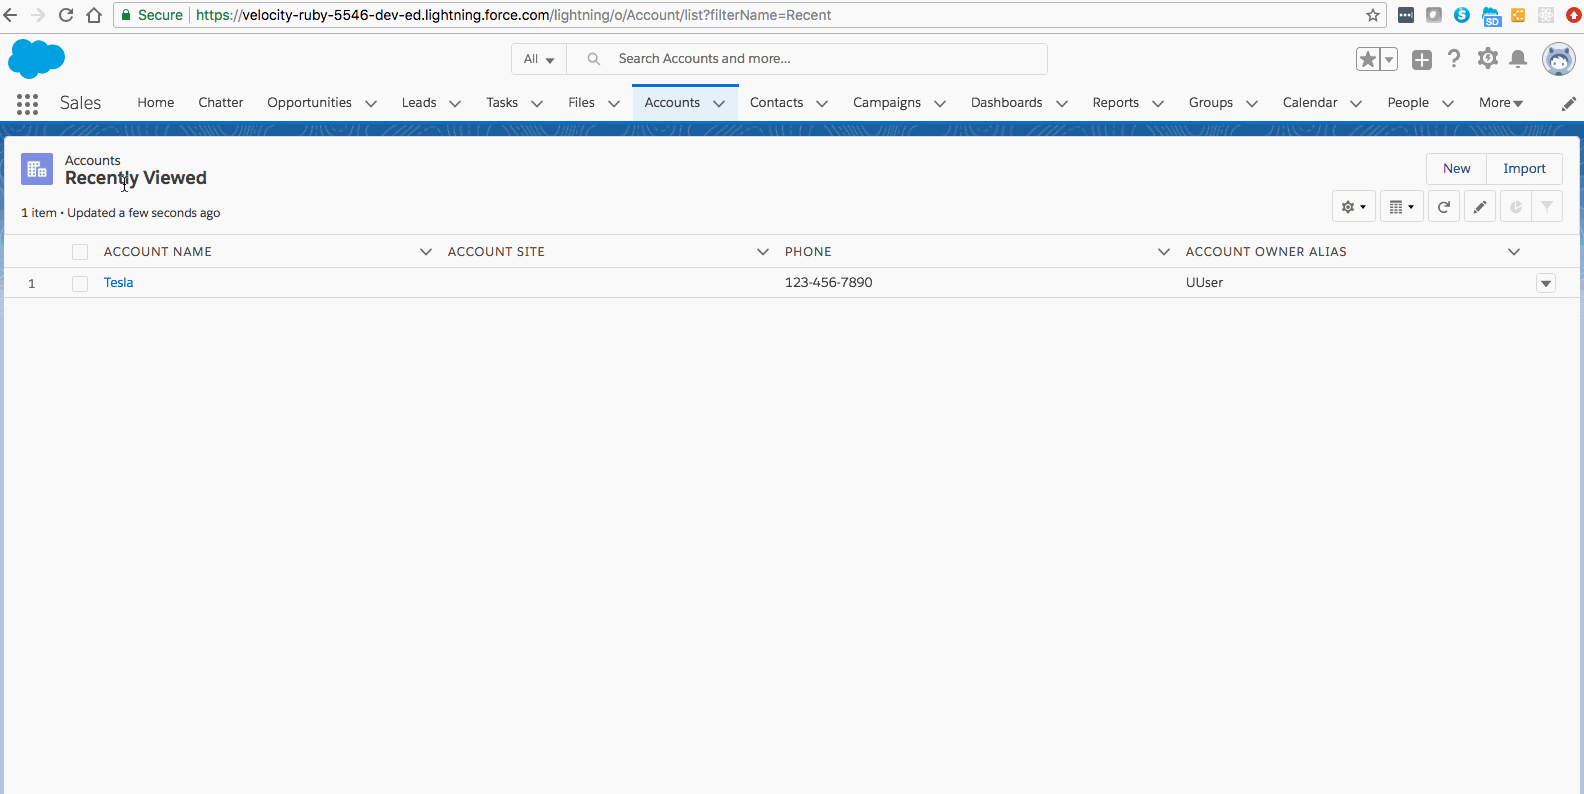 Secure https://velocity-ruby-5546-dev-ed.lightning.force.com/lightning/o/Account/list?filterName=Recent
SD
All Search Accounts and more...
Sales Home Chatter Opportunities Leads Tasks Files Accounts Contacts Campaigns Dashboards Reports Groups Calendar People More
Accounts
Recently Viewed
New Import
1 item • Updated a few seconds ago
ACCOUNT NAME ACCOUNT SITE PHONE ACCOUNT OWNER ALIAS
1 Tesla 123-456-7890 UUser